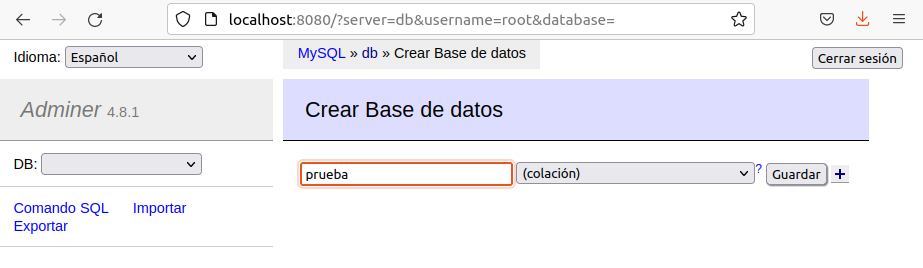 localhost:8080/?server=db&username=root&database=
Idioma: Español
MySQL » db » Crear Base de datos
Cerrar sesión
Adminer 4.8.1
Crear Base de datos
DB:
prueba (colación) ? Guardar +
Comando SQL Importar
Exportar